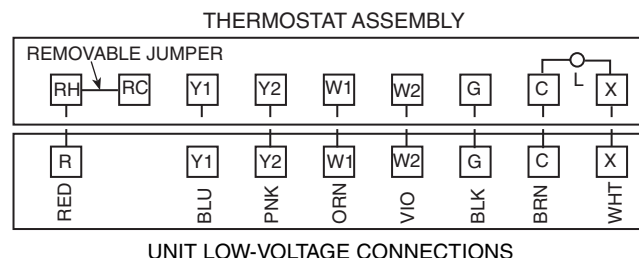 THERMOSTAT ASSEMBLY
REMOVABLE JUMPER
RH RC Y1 Y2 W1 W2 G C L X
R Y1 Y2 W1 W2 G C X
RED BLU PNK ORN VIO BLK BRN WHT
UNIT LOW-VOLTAGE CONNECTIONS